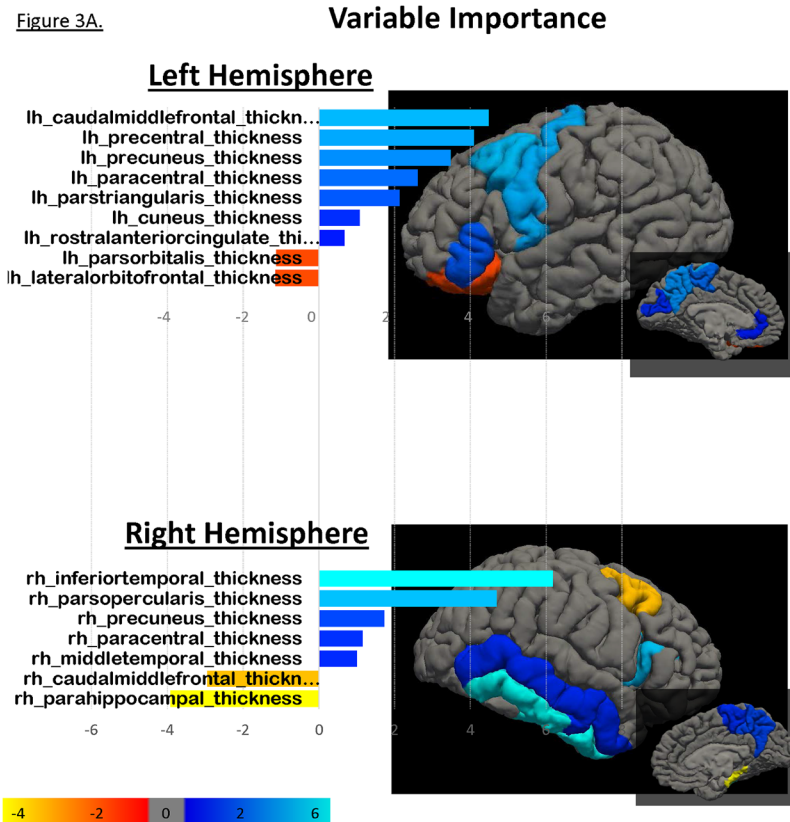 Figure 3A.
Variable Importance
Left Hemisphere
lh_caudalmiddlefrontal_thickn...
lh_precentral_thickness
lh_precuneus_thickness
lh_paracentral_thickness
lh_parstriangularis_thickness
lh_cuneus_thickness
lh_rostralanteriorcingulate_thi...
lh_parsorbitalis_thickness
lh_lateralorbitofrontal_thickness
-4 -2 0 2 4 6
Right Hemisphere
rh_inferiortemporal_thickness
rh_parsopercularis_thickness
rh_precuneus_thickness
rh_paracentral_thickness
rh_middletemporal_thickness
rh_caudalmiddlefrontal_thickn...
rh_parahippocampal_thickness
-6 -4 -2 0 2 4 6
-4 -2 0 2 6